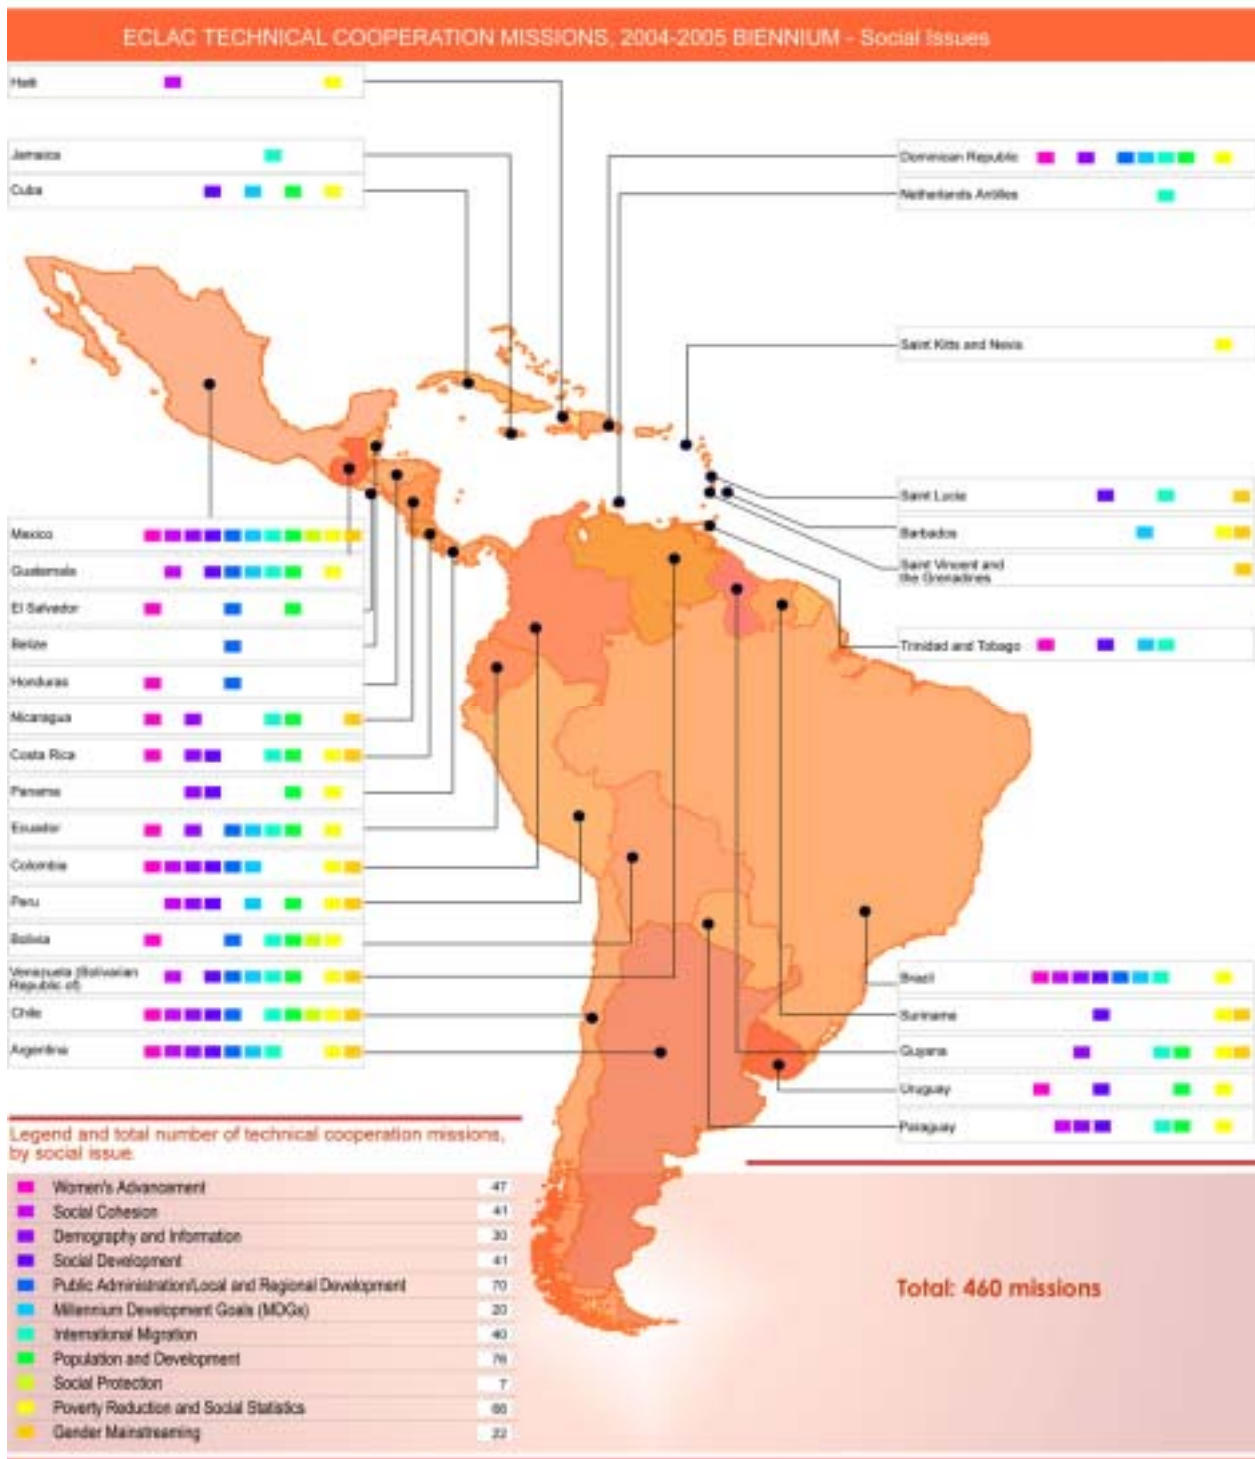 ECLAC TECHNICAL COOPERATION MISSIONS, 2004-2005 BIENNIUM - Social Issues
Haiti
Jamaica
Cuba
Dominican Republic
Netherlands Antilles
Saint Kitts and Nevis
Saint Lucia
Barbados
Saint Vincent and
the Grenadines
Trinidad and Tobago
Mexico
Guatemala
El Salvador
Belize
Honduras
Nicaragua
Costa Rica
Panama
Ecuador
Colombia
Peru
Bolivia
Venezuela (Bolivarian
Republic of)
Chile
Argentina
Brazil
Suriname
Guyana
Uruguay
Paraguay
Legend and total number of technical cooperation missions,
by social issue
Women's Advancement 47
Social Cohesion 41
Demography and Information 30
Social Development 41
Public Administration/Local and Regional Development 70
Millennium Development Goals (MDGs) 20
International Migration 40
Population and Development 76
Social Protection 7
Poverty Reduction and Social Statistics 66
Gender Mainstreaming 22
Total: 460 missions